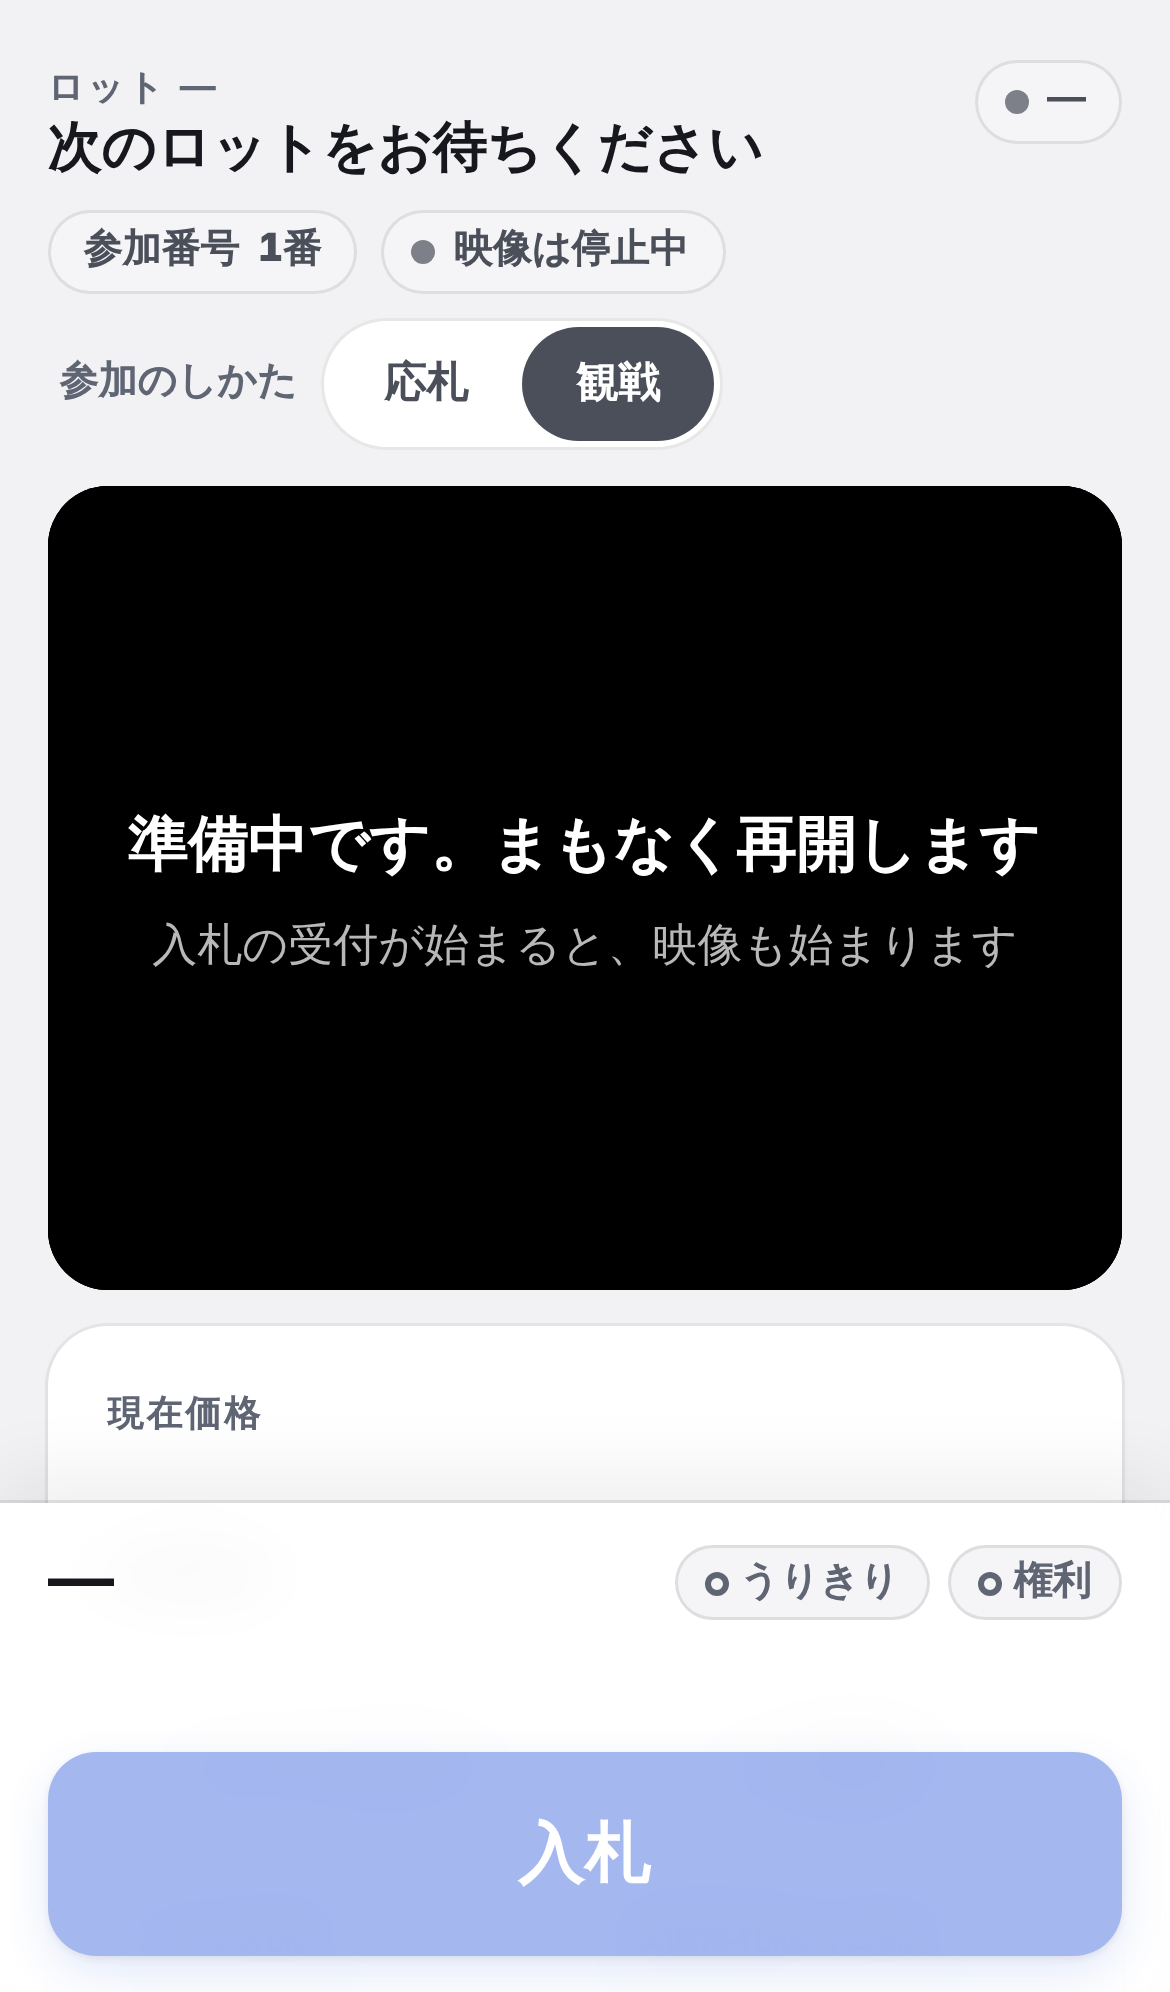 ロット —
—
次のロットをお待ちください
参加番号 1番
映像は停止中
参加のしかた 応札 観戦
準備中です。まもなく再開します
入札の受付が始まると、映像も始まります
現在価格
—
うりきり
権利
入札